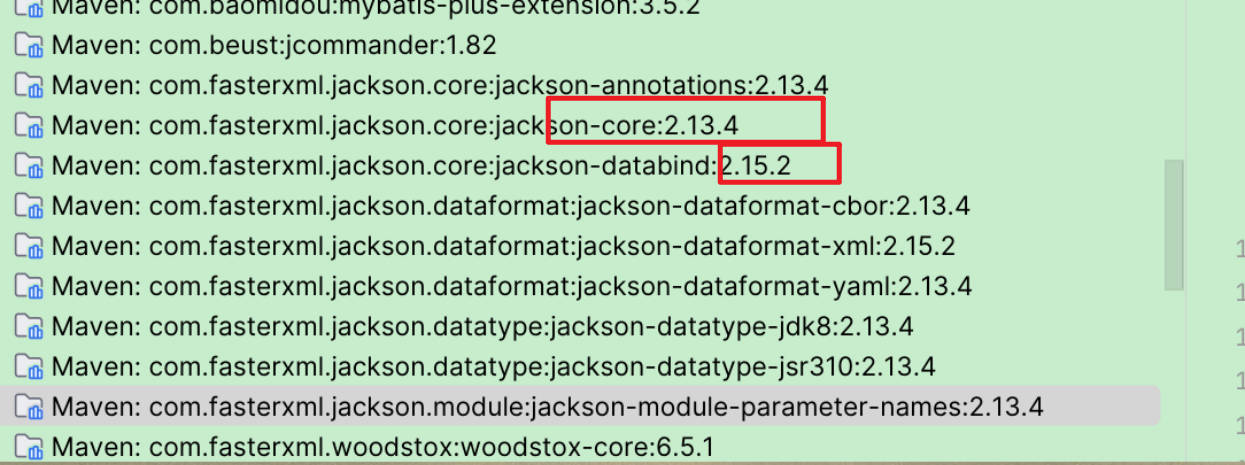 Maven: com.baomidou:mybatis-plus-extension:3.5.2
Maven: com.beust:jcommander:1.82
Maven: com.fasterxml.jackson.core:jackson-annotations:2.13.4
Maven: com.fasterxml.jackson.core:jackson-core:2.13.4
Maven: com.fasterxml.jackson.core:jackson-databind:2.15.2
Maven: com.fasterxml.jackson.dataformat:jackson-dataformat-cbor:2.13.4
Maven: com.fasterxml.jackson.dataformat:jackson-dataformat-xml:2.15.2
Maven: com.fasterxml.jackson.dataformat:jackson-dataformat-yaml:2.13.4
Maven: com.fasterxml.jackson.datatype:jackson-datatype-jdk8:2.13.4
Maven: com.fasterxml.jackson.datatype:jackson-datatype-jsr310:2.13.4
Maven: com.fasterxml.jackson.module:jackson-module-parameter-names:2.13.4
Maven: com.fasterxml.woodstox:woodstox-core:6.5.1